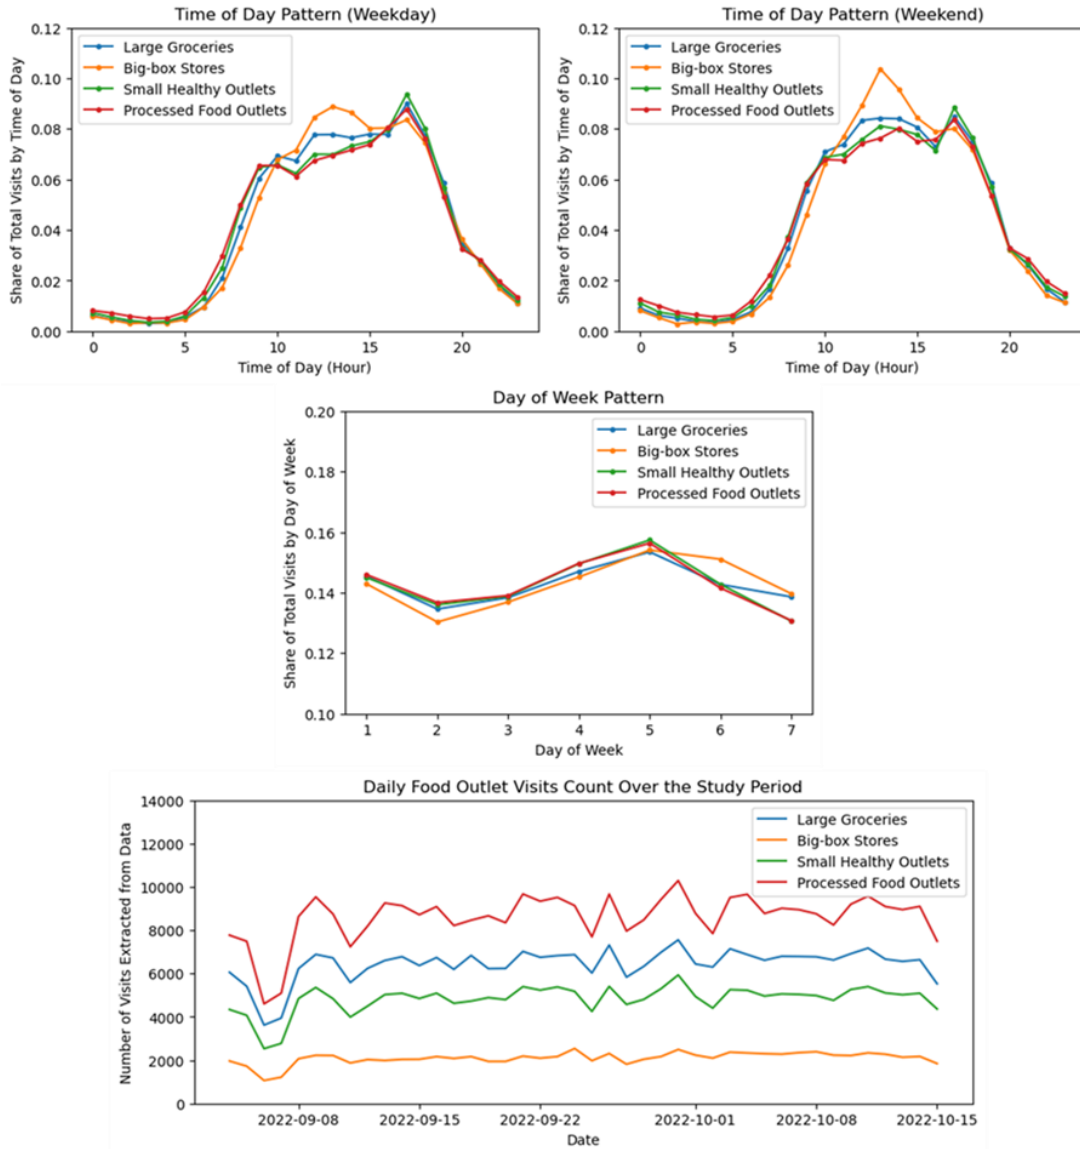 Time of Day Pattern (Weekday)
Share of Total Visits by Time of Day
0.12
0.10
0.08
0.06
0.04
0.02
0.00
Large Groceries
Big-box Stores
Small Healthy Outlets
Processed Food Outlets
0 5 10 15 20
Time of Day (Hour)
Time of Day Pattern (Weekend)
Share of Total Visits by Time of Day
0.12
0.10
0.08
0.06
0.04
0.02
0.00
Large Groceries
Big-box Stores
Small Healthy Outlets
Processed Food Outlets
0 5 10 15 20
Time of Day (Hour)
Day of Week Pattern
Share of Total Visits by Day of Week
0.20
0.18
0.16
0.14
0.12
0.10
Large Groceries
Big-box Stores
Small Healthy Outlets
Processed Food Outlets
1 2 3 4 5 6 7
Day of Week
Daily Food Outlet Visits Count Over the Study Period
Number of Visits Extracted from Data
14000
12000
10000
8000
6000
4000
2000
0
Large Groceries
Big-box Stores
Small Healthy Outlets
Processed Food Outlets
2022-09-08 2022-09-15 2022-09-22 2022-10-01 2022-10-08 2022-10-15
Date